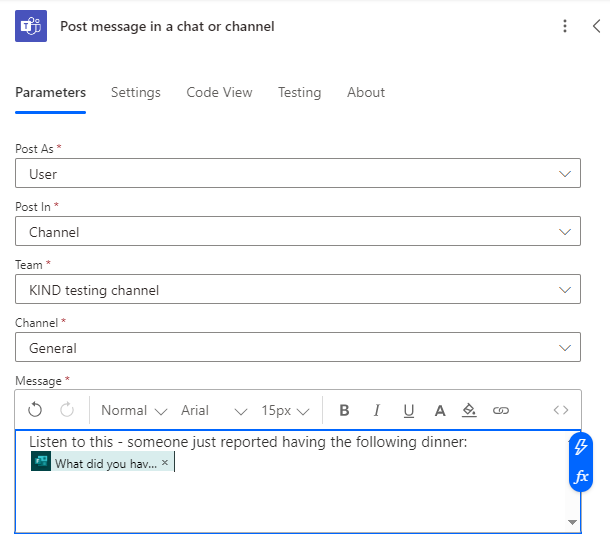 Post message in a chat or channel
Parameters Settings Code View Testing About
Post As *
User
Post In *
Channel
Team *
KIND testing channel
Channel *
General
Message *
Normal Arial 15px B I U A <>
Listen to this - someone just reported having the following dinner:
What did you hav... ×
fx